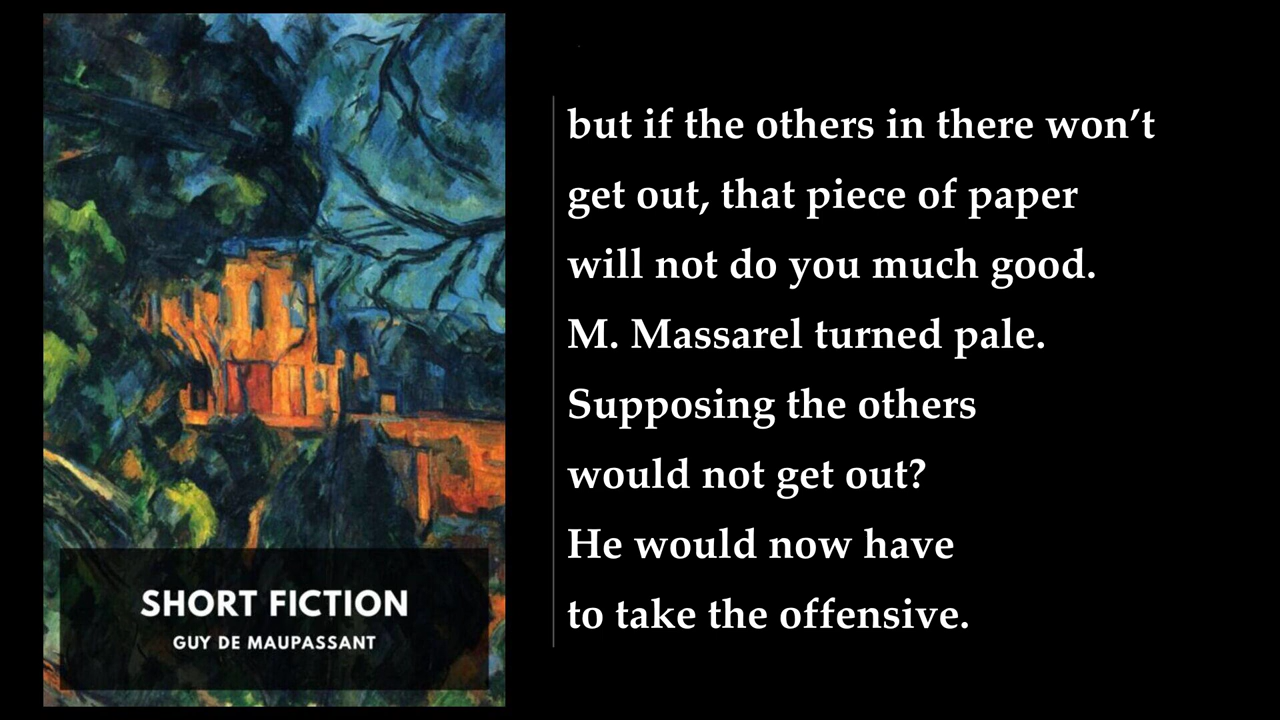 SHORT FICTION
GUY DE MAUPASSANT
but if the others in there won’t
get out, that piece of paper
will not do you much good.
M. Massarel turned pale.
Supposing the others
would not get out?
He would now have
to take the offensive.